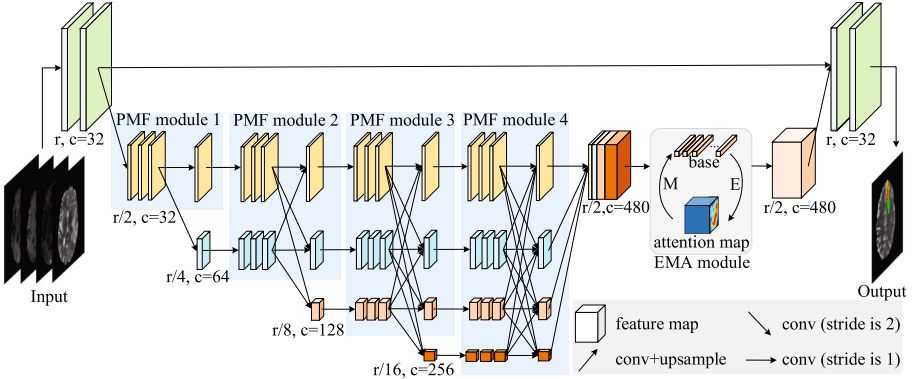 r, c=32
r, c=32
PMF module 1
PMF module 2
PMF module 3
PMF module 4
base
M
E
r/2, c=32
r/2,c=480
r/2, c=480
attention map
EMA module
r/4, c=64
Input
Output
r/8, c=128
feature map
conv (stride is 2)
conv+upsample
conv (stride is 1)
r/16, c=256